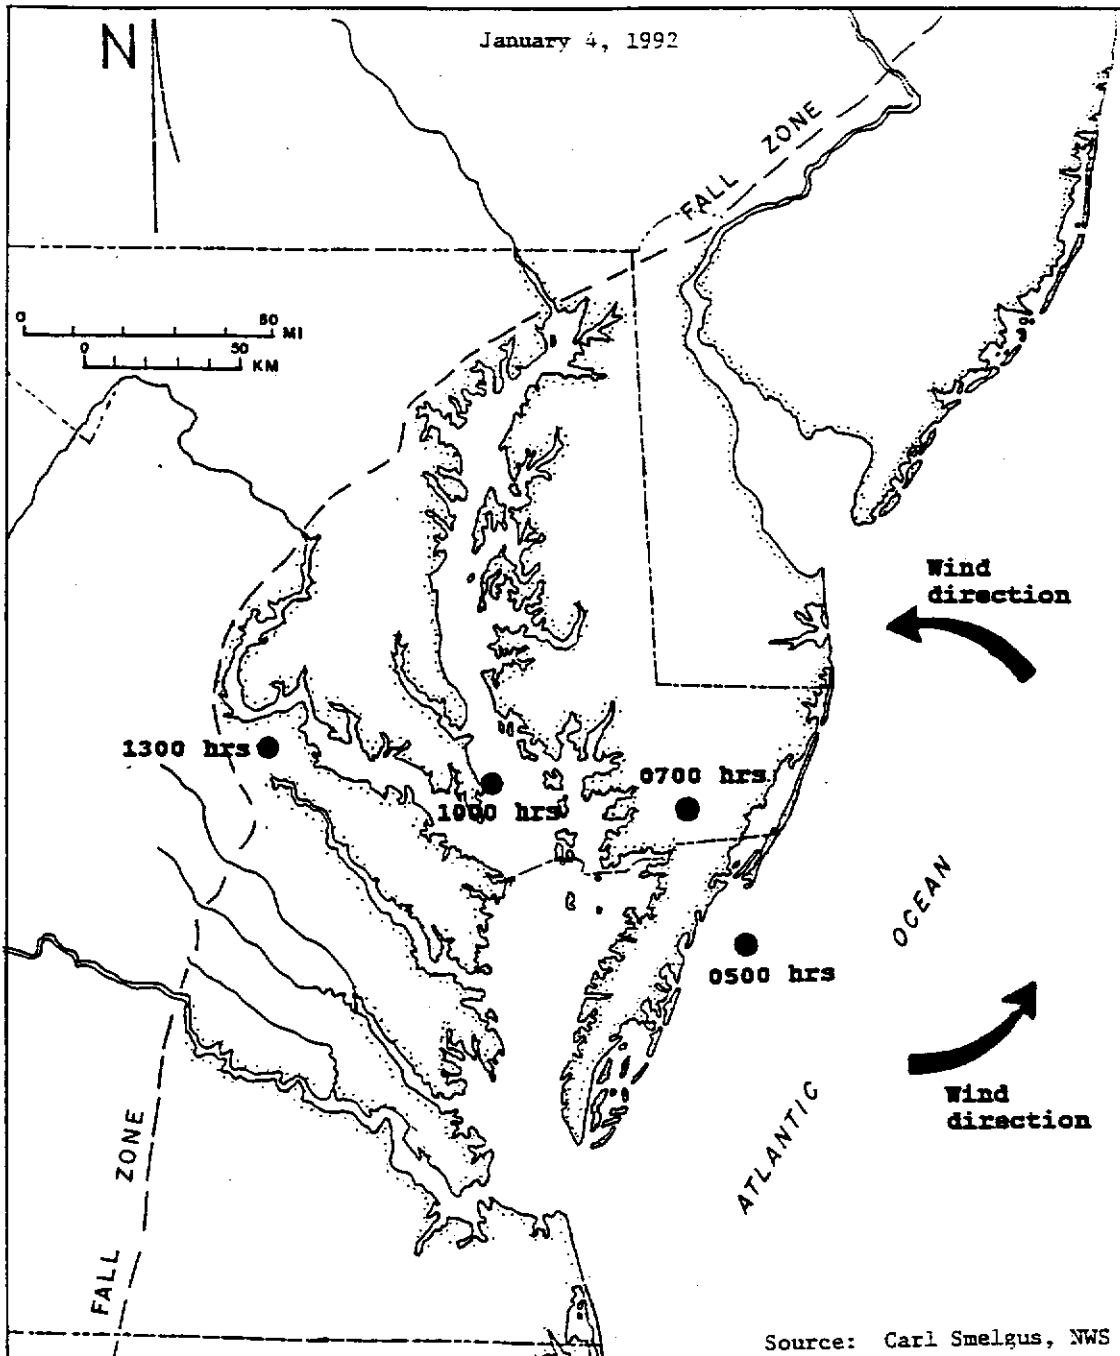 January 4, 1992
N
FALL ZONE
0 50 MI
0 50 KM
Wind
direction
1300 hrs
0700 hrs
1000 hrs
OCEAN
0500 hrs
ATLANTIC
Wind
direction
FALL ZONE
Source: Carl Smelgus, NWS